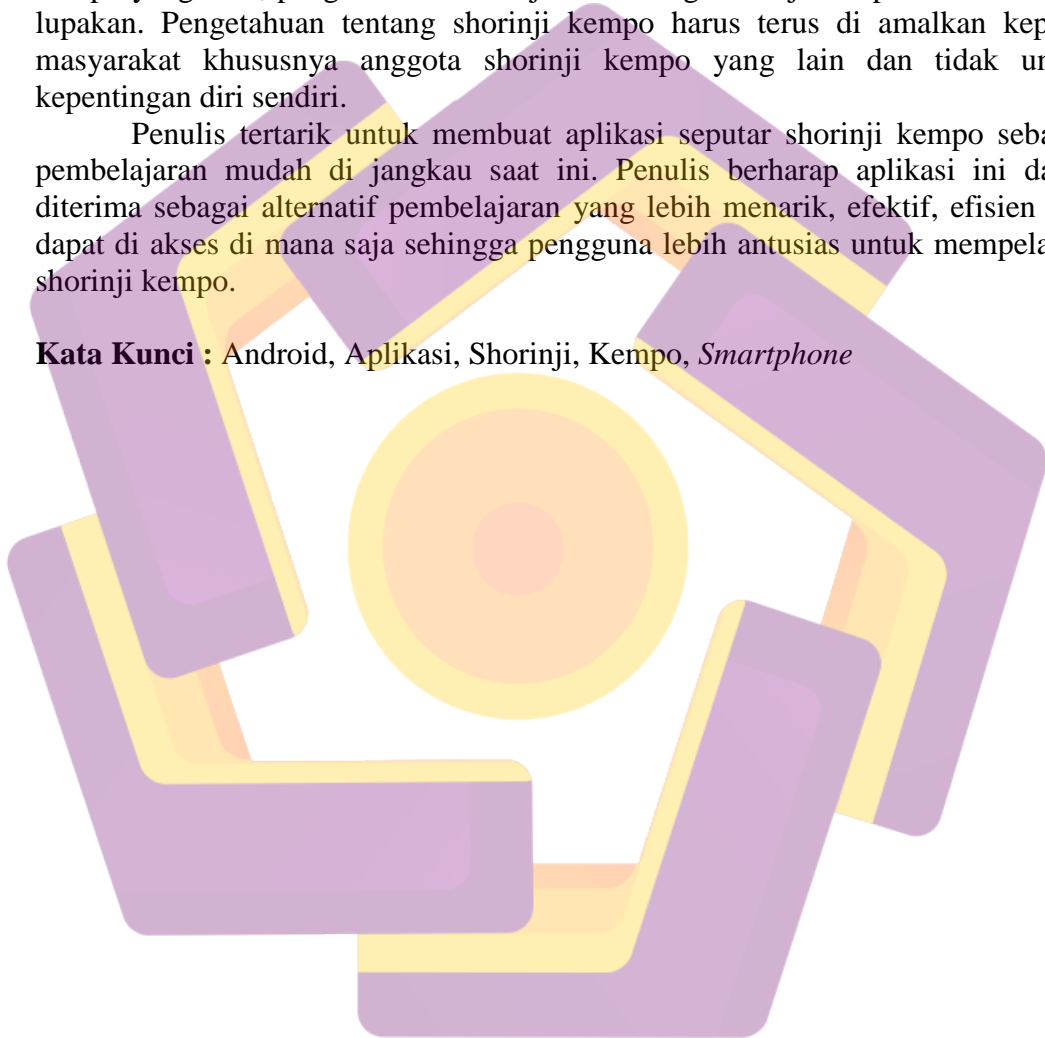 lupakan. Pengetahuan tentang shorinji kempo harus terus di amalkan kep
masyarakat khususnya anggota shorinji kempo yang lain dan tidak un
kepentingan diri sendiri.
Penulis tertarik untuk membuat aplikasi seputar shorinji kempo seba
pembelajaran mudah di jangkau saat ini. Penulis berharap aplikasi ini da
diterima sebagai alternatif pembelajaran yang lebih menarik, efektif, efisien
dapat di akses di mana saja sehingga pengguna lebih antusias untuk mempela
shorinji kempo.
Kata Kunci : Android, Aplikasi, Shorinji, Kempo, Smartphone